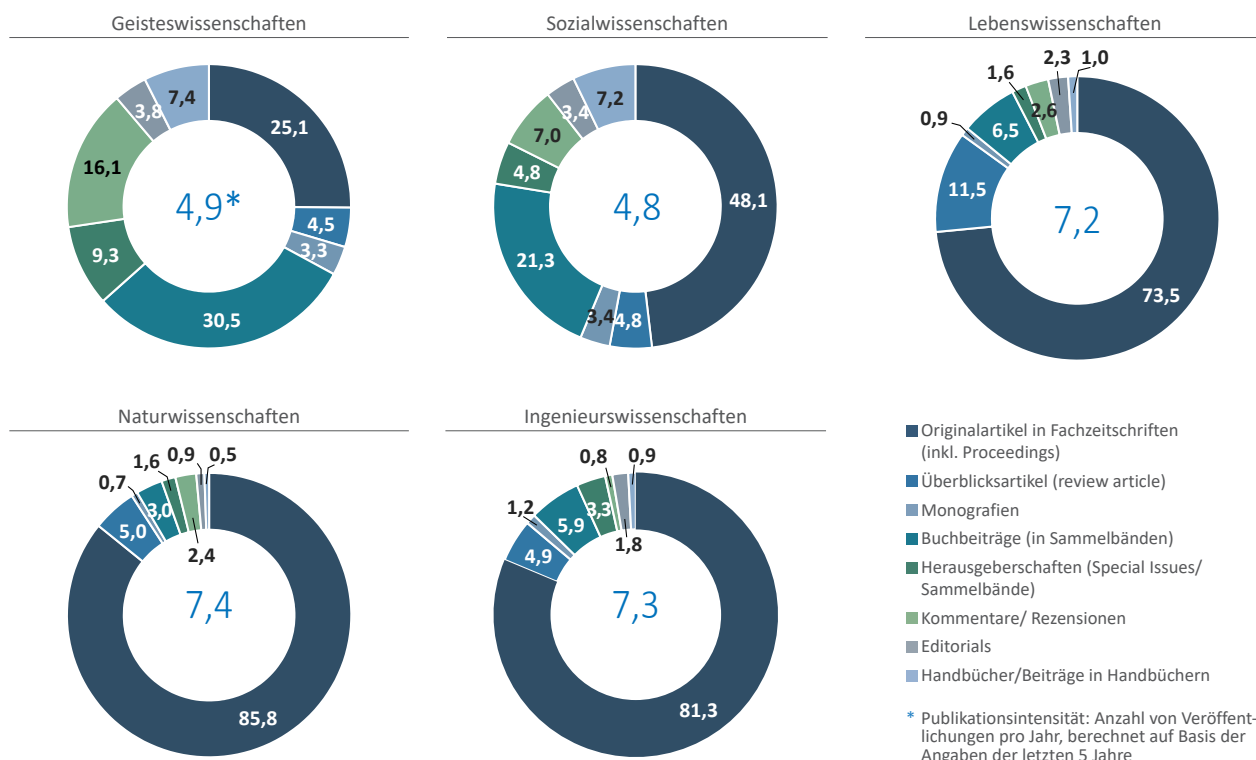 Geisteswissenschaften
25,1
4,5
3,3
30,5
9,3
16,1
3,8
7,4
4,9*
Sozialwissenschaften
48,1
4,8
3,4
21,3
4,8
7,0
3,4
7,2
4,8
Lebenswissenschaften
73,5
11,5
0,9
6,5
1,6
2,6
2,3
1,0
7,2
Naturwissenschaften
85,8
5,0
0,7
3,0
1,6
2,4
0,9
0,5
7,4
Ingenieurswissenschaften
81,3
4,9
1,2
5,9
3,3
0,8
1,8
0,9
7,3
Originalartikel in Fachzeitschriften
(inkl. Proceedings)
Überblicksartikel (review article)
Monografien
Buchbeiträge (in Sammelbänden)
Herausgeberschaften (Special Issues/
Sammelbände)
Kommentare/ Rezensionen
Editorials
Handbücher/Beiträge in Handbüchern
* Publikationsintensität: Anzahl von Veröffent-
lichungen pro Jahr, berechnet auf Basis der
Angaben der letzten 5 Jahre